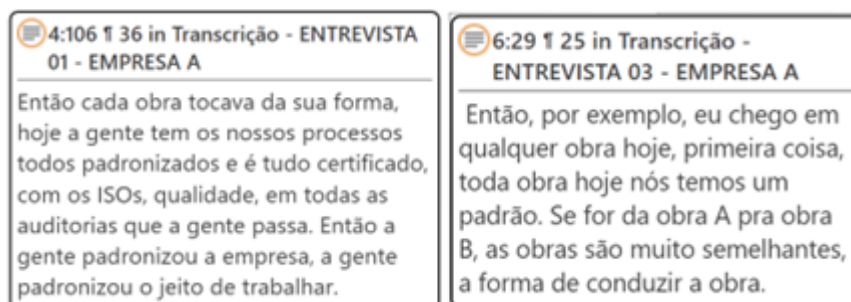 4:106 ¶ 36 in Transcrição - ENTREVISTA
01 - EMPRESA A
Então cada obra tocava da sua forma,
hoje a gente tem os nossos processos
todos padronizados e é tudo certificado,
com os ISOs, qualidade, em todas as
auditorias que a gente passa. Então a
gente padronizou a empresa, a gente
padronizou o jeito de trabalhar.
6:29 ¶ 25 in Transcrição -
ENTREVISTA 03 - EMPRESA A
Então, por exemplo, eu chego em
qualquer obra hoje, primeira coisa,
toda obra hoje nós temos um
padrão. Se for da obra A pra obra
B, as obras são muito semelhantes,
a forma de conduzir a obra.